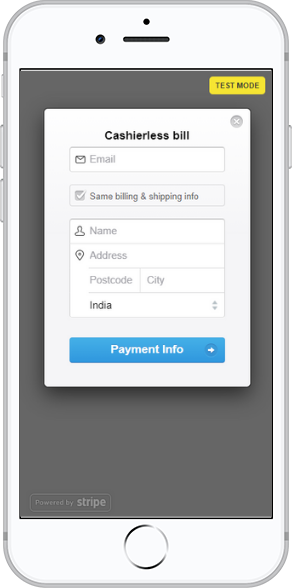 TEST MODE
Cashierless bill
Email
Same billing & shipping info
Name
Address
Postcode City
India
Payment Info
Powered by stripe